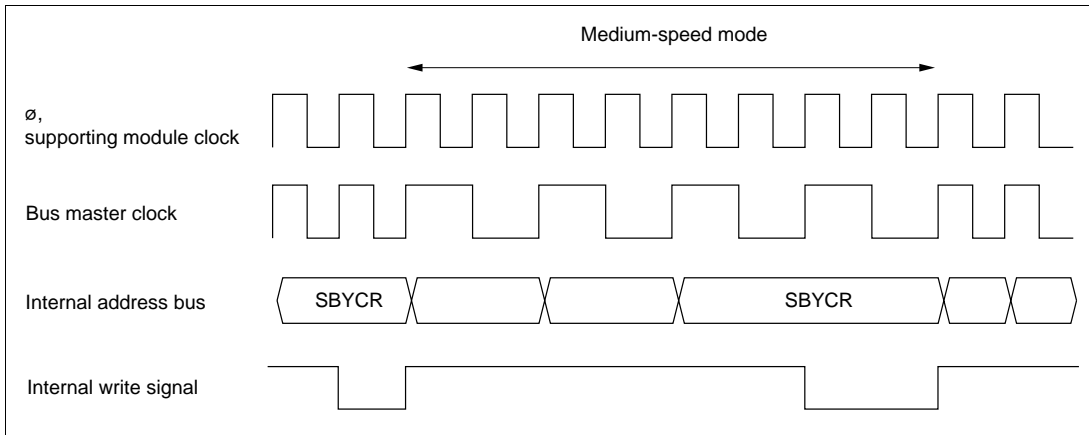 Medium-speed mode
ø,
supporting module clock
Bus master clock
Internal address bus
SBYCR
SBYCR
Internal write signal